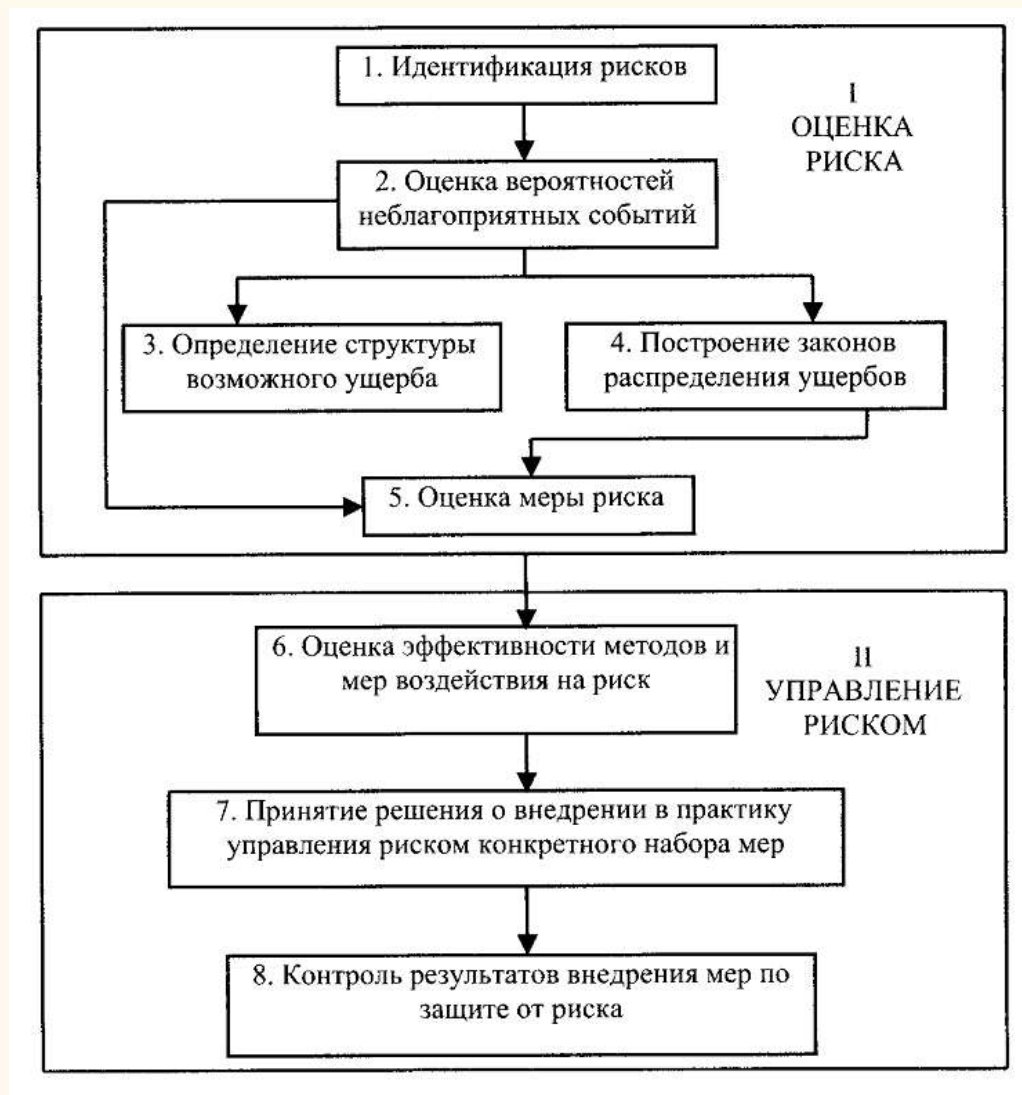 1. Идентификация рисков
I
ОЦЕНКА
РИСКА
2. Оценка вероятностей
неблагоприятных событий
3. Определение структуры
возможного ущерба
4. Построение законов
распределения ущербов
5. Оценка меры риска
6. Оценка эффективности методов и
мер воздействия на риск
II
УПРАВЛЕНИЕ
РИСКОМ
7. Принятие решения о внедрении в практику
управления риском конкретного набора мер
8. Контроль результатов внедрения мер по
защите от риска